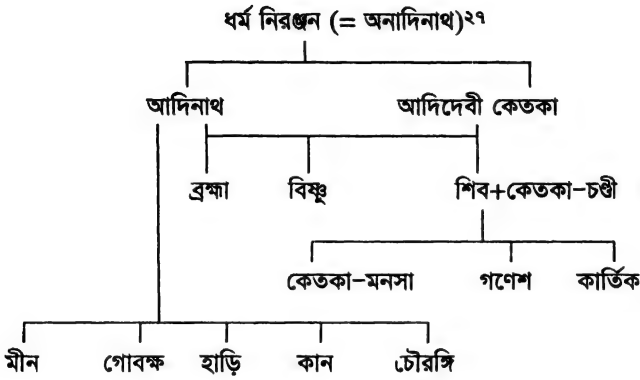 ধর্ম নিরঞ্জন (= অনাদিনাথ)২৭
আদিনাথ আদিদেবী কেতকা
ব্রহ্মা বিষ্ণু শিব+কেতকা-চণ্ডী
কেতকা-মনসা গণেশ কার্তিক
মীন গোবক্ষ হাড়ি কান চৌরঙ্গি